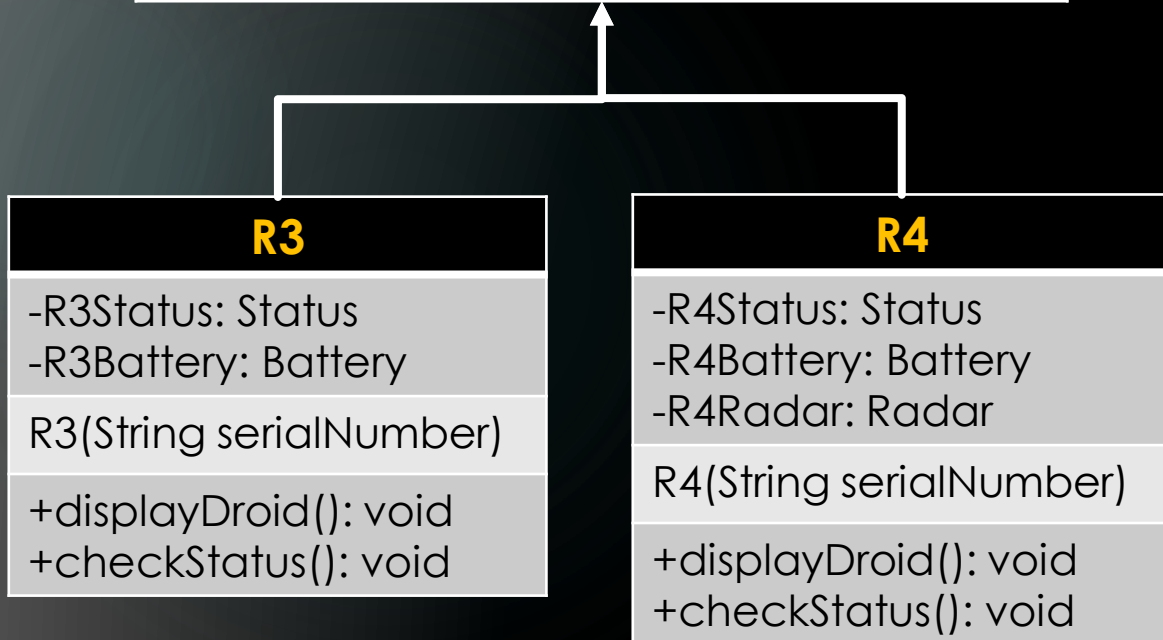 R3
-R3Status: Status
-R3Battery: Battery
R3(String serialNumber)
+displayDroid(): void
+checkStatus(): void
R4
-R4Status: Status
-R4Battery: Battery
-R4Radar: Radar
R4(String serialNumber)
+displayDroid(): void
+checkStatus(): void